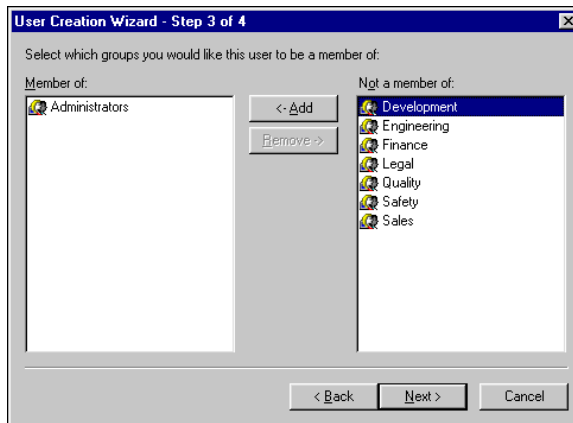 User Creation Wizard - Step 3 of 4
Select which groups you would like this user to be a member of:
Member of:
Administrators
<- Add
Remove ->
Not a member of:
Development
Engineering
Finance
Legal
Quality
Safety
Sales
< Back
Next >
Cancel